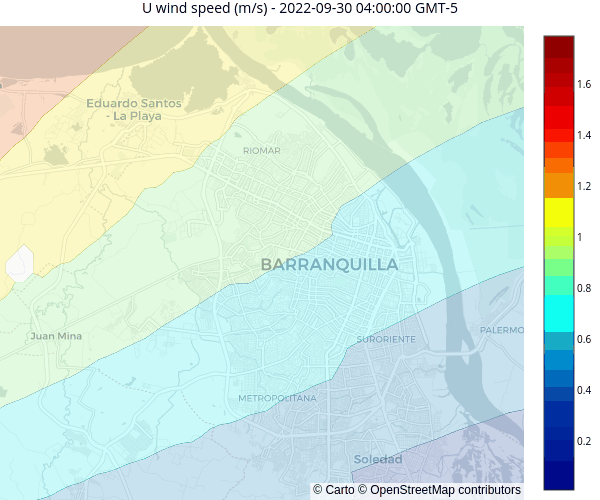 U wind speed (m/s) - 2022-09-30 04:00:00 GMT-5
Eduardo Santos
- La Playa
RIOMAR
BARRANQUILLA
Juan Mina
SURORIENTE
PALERMO
METROPOLITANA
Soledad
© Carto © OpenStreetMap contributors
1.6
1.4
1.2
1
0.8
0.6
0.4
0.2